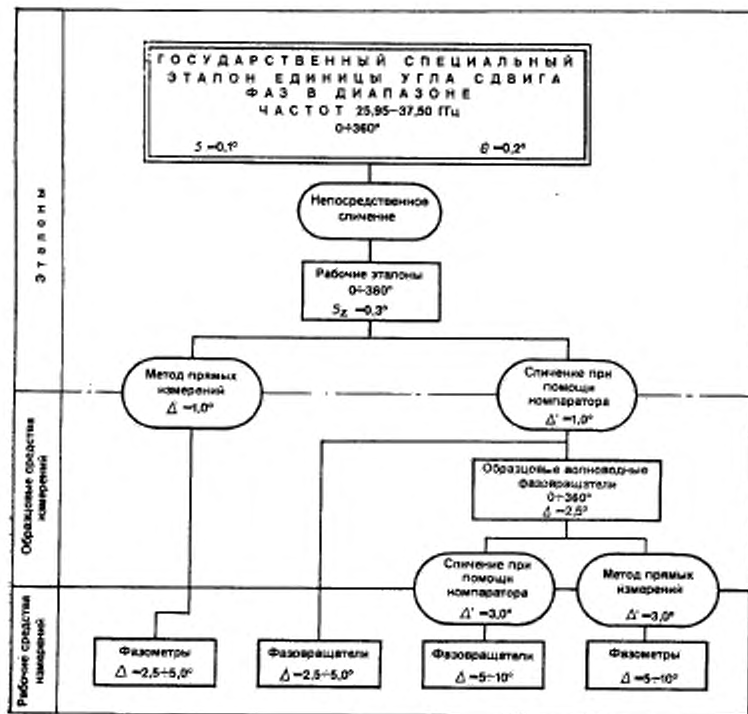 ГОСУДАРСТВЕННЫЙ СПЕЦИАЛЬНЫЙ
ЭТАЛОН ЕДИНИЦЫ УГЛА СДВИГА
ФАЗ В ДИАПАЗОНЕ
ЧАСТОТ 25,95–37,50 ГГц
0÷360°
S =0,1° θ =0,2°
Непосредственное
сличение
Рабочие эталоны
0÷360°
S_Σ =0,3°
Эталоны
Метод прямых
измерений
Δ =1,0°
Сличение при
помощи
компаратора
Δ' =1,0°
Образцовые средства
измерений
Образцовые волноводные
фазовращатели
0÷360°
Δ =2,5°
Сличение при
помощи
компаратора
Δ' =3,0°
Метод прямых
измерений
Δ' =3,0°
Рабочие средства
измерений
Фазометры
Δ =2,5÷5,0°
Фазовращатели
Δ =2,5÷5,0°
Фазовращатели
Δ =5÷10°
Фазометры
Δ =5÷10°